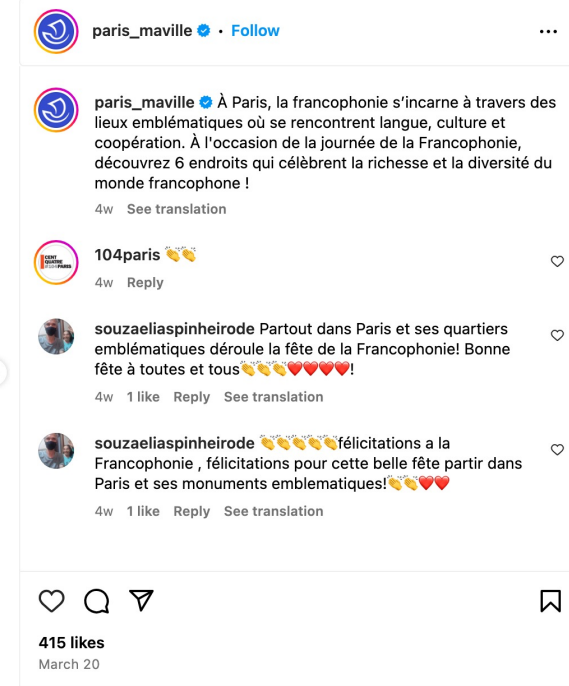 paris_maville • Follow
paris_maville À Paris, la francophonie s’incarne à travers des
lieux emblématiques où se rencontrent langue, culture et
coopération. À l'occasion de la journée de la Francophonie,
découvrez 6 endroits qui célèbrent la richesse et la diversité du
monde francophone !
4w See translation
CENT
QUATRE
#104PARIS
104paris 👏👏
4w Reply
souzaeliaspinheirode Partout dans Paris et ses quartiers
emblématiques déroule la fête de la Francophonie! Bonne
fête à toutes et tous👏👏👏❤️❤️❤️❤️!
4w 1 like Reply See translation
souzaeliaspinheirode 👏👏👏👏👏félicitations a la
Francophonie , félicitations pour cette belle fête partir dans
Paris et ses monuments emblematiques!👏👏❤️❤️
4w 1 like Reply See translation
415 likes
March 20